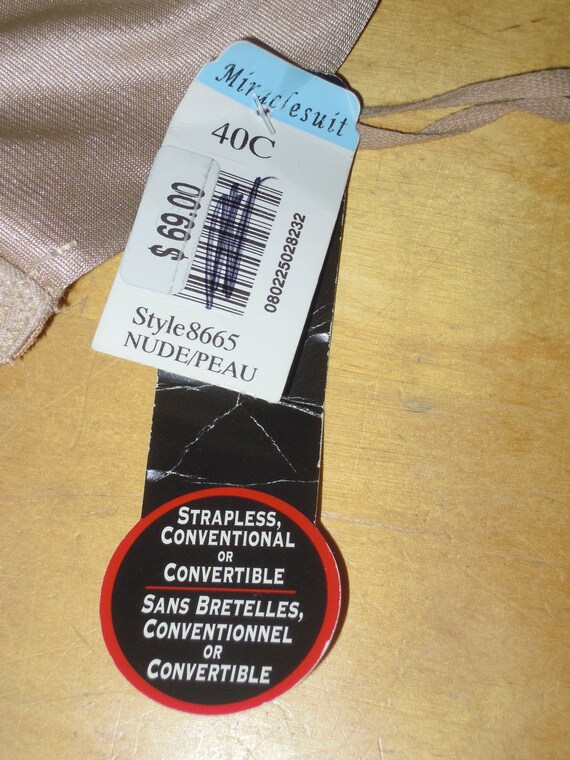 Miraclesuit
40C
$ 69.00
080225028232
Style8665
NUDE/PEAU
STRAPLESS,
CONVENTIONAL
OR
CONVERTIBLE
SANS BRETELLES,
CONVENTIONNEL
OR
CONVERTIBLE